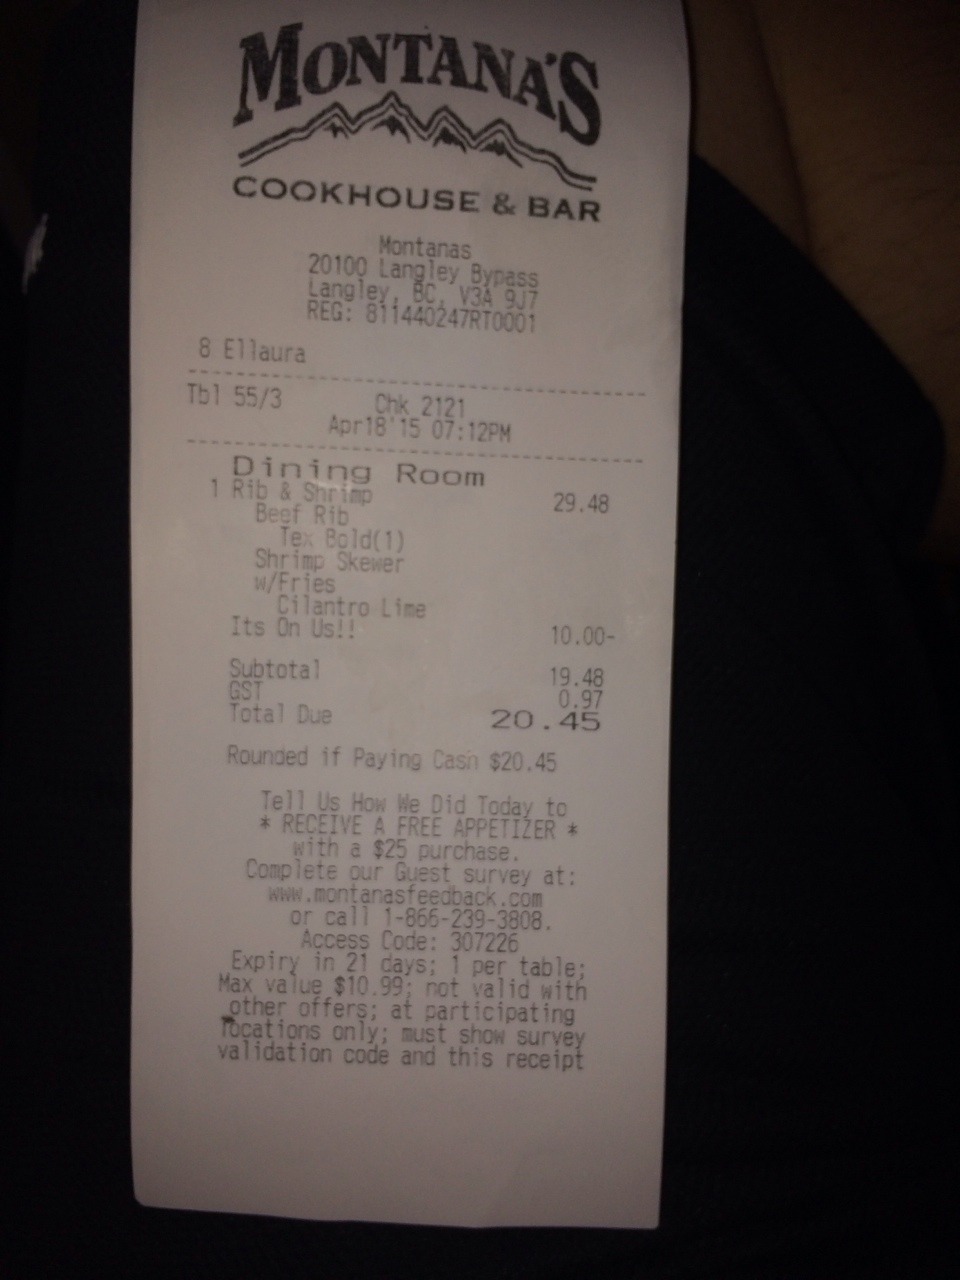 MONTANA'S
COOKHOUSE & BAR
Montanas
20100 Langley Bypass
Langley, BC, V3A 9J7
REG: 811440247RT0001
8 Ellaura
Tbl 55/3 Chk 2121
Apr18'15 07:12PM
Dining Room
1 Rib & Shrimp 29.48
Beef Rib
Tex Bold(1)
Shrimp Skewer
w/Fries
Cilantro Lime
Its On Us!! 10.00-
Subtotal 19.48
GST 0.97
Total Due 20.45
Rounded if Paying Cash $20.45
Tell Us How We Did Today to
* RECEIVE A FREE APPETIZER *
with a $25 purchase.
Complete our Guest survey at:
www.montanasfeedback.com
or call 1-866-239-3808.
Access Code: 307226
Expiry in 21 days; 1 per table;
Max value $10.99; not valid with
other offers; at participating
locations only; must show survey
validation code and this receipt